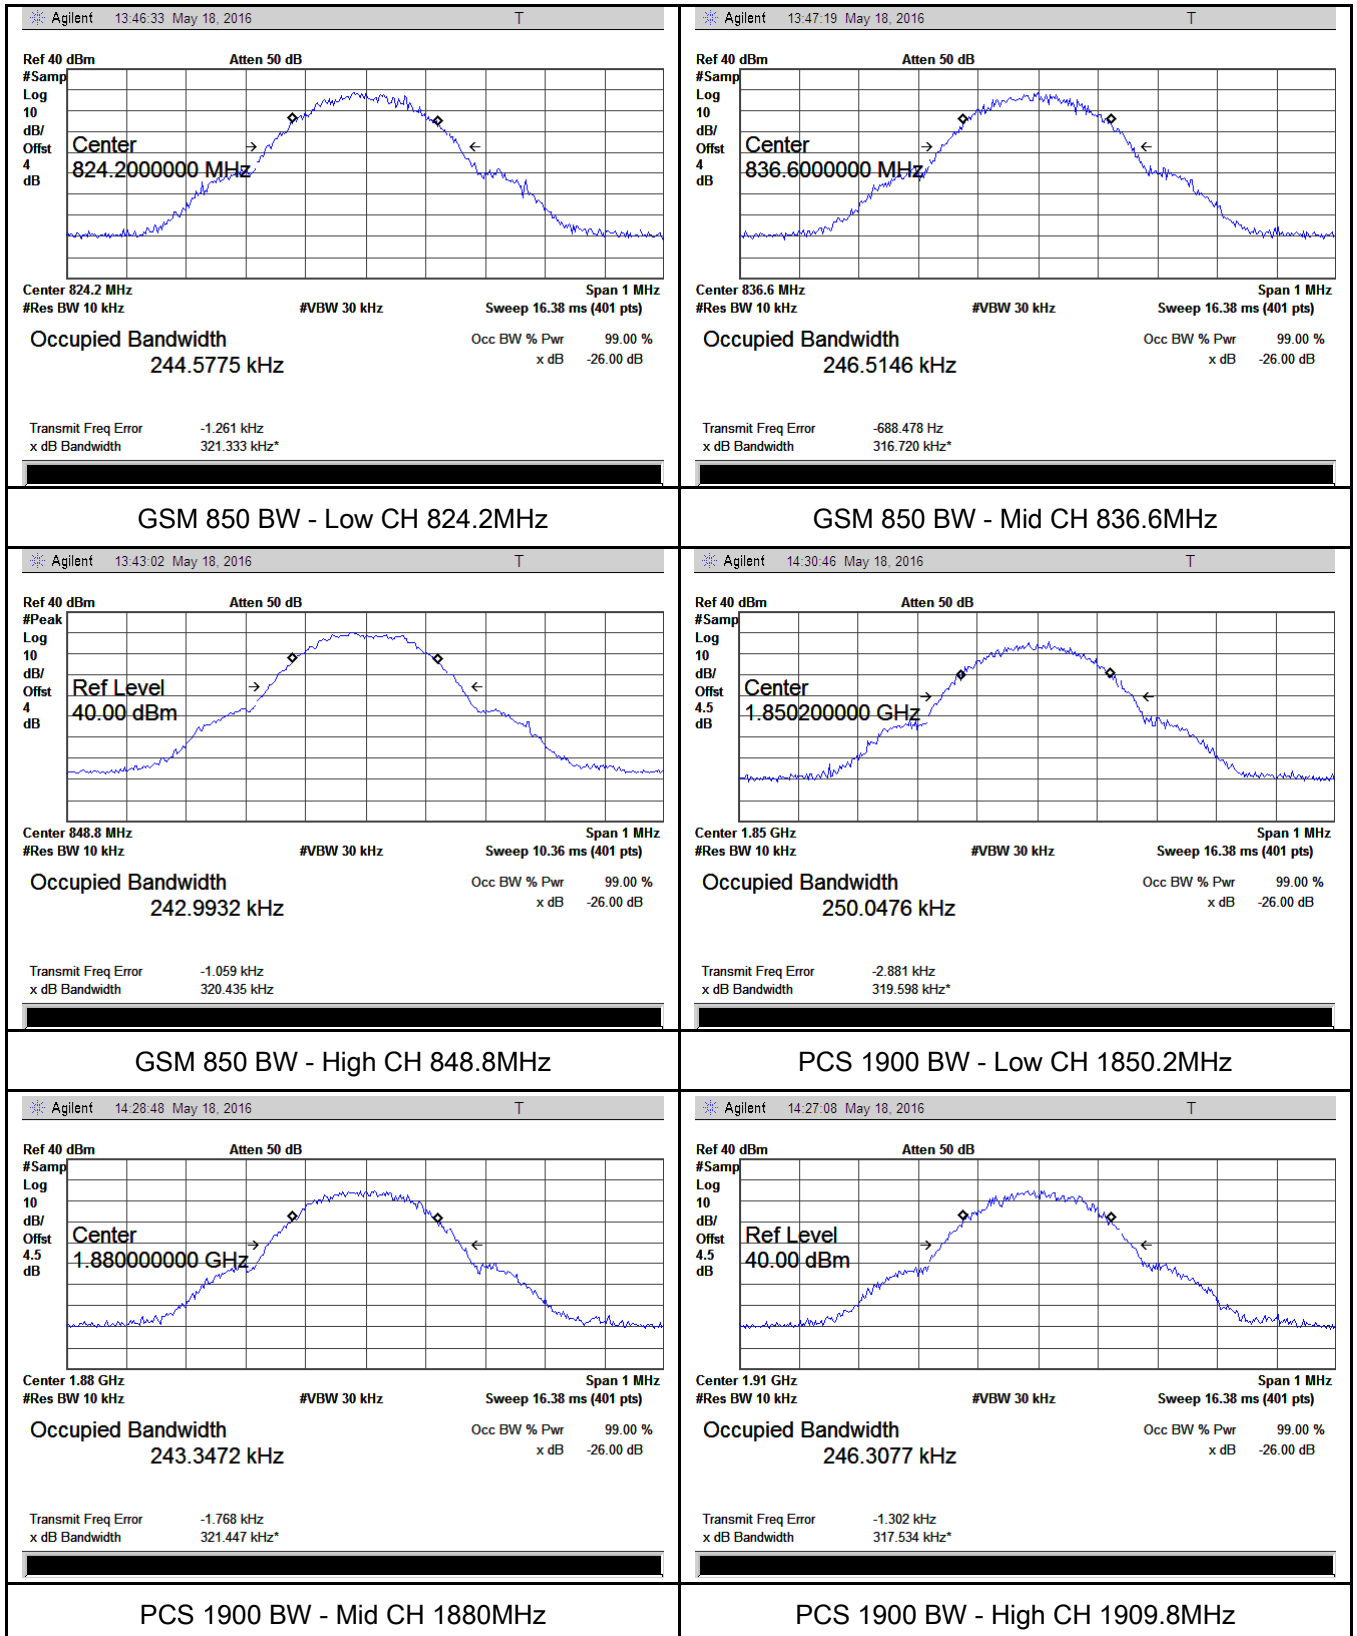 Agilent 13:46:33 May 18, 2016 T
Ref 40 dBm Atten 50 dB
#Samp
Log
10
dB/
Offst
4
dB
Center
824.2000000 MHz
Center 824.2 MHz Span 1 MHz
#Res BW 10 kHz #VBW 30 kHz Sweep 16.38 ms (401 pts)
Occupied Bandwidth Occ BW % Pwr 99.00 %
244.5775 kHz x dB -26.00 dB
Transmit Freq Error -1.261 kHz
x dB Bandwidth 321.333 kHz*
GSM 850 BW - Low CH 824.2MHz
Agilent 13:47:19 May 18, 2016 T
Ref 40 dBm Atten 50 dB
#Samp
Log
10
dB/
Offst
4
dB
Center
836.6000000 MHz
Center 836.6 MHz Span 1 MHz
#Res BW 10 kHz #VBW 30 kHz Sweep 16.38 ms (401 pts)
Occupied Bandwidth Occ BW % Pwr 99.00 %
246.5146 kHz x dB -26.00 dB
Transmit Freq Error -688.478 Hz
x dB Bandwidth 316.720 kHz*
GSM 850 BW - Mid CH 836.6MHz
Agilent 13:43:02 May 18, 2016 T
Ref 40 dBm Atten 50 dB
#Peak
Log
10
dB/
Offst
4
dB
Ref Level
40.00 dBm
Center 848.8 MHz Span 1 MHz
#Res BW 10 kHz #VBW 30 kHz Sweep 10.36 ms (401 pts)
Occupied Bandwidth Occ BW % Pwr 99.00 %
242.9932 kHz x dB -26.00 dB
Transmit Freq Error -1.059 kHz
x dB Bandwidth 320.435 kHz
GSM 850 BW - High CH 848.8MHz
Agilent 14:30:46 May 18, 2016 T
Ref 40 dBm Atten 50 dB
#Samp
Log
10
dB/
Offst
4.5
dB
Center
1.850200000 GHz
Center 1.85 GHz Span 1 MHz
#Res BW 10 kHz #VBW 30 kHz Sweep 16.38 ms (401 pts)
Occupied Bandwidth Occ BW % Pwr 99.00 %
250.0476 kHz x dB -26.00 dB
Transmit Freq Error -2.881 kHz
x dB Bandwidth 319.598 kHz*
PCS 1900 BW - Low CH 1850.2MHz
Agilent 14:28:48 May 18, 2016 T
Ref 40 dBm Atten 50 dB
#Samp
Log
10
dB/
Offst
4.5
dB
Center
1.880000000 GHz
Center 1.88 GHz Span 1 MHz
#Res BW 10 kHz #VBW 30 kHz Sweep 16.38 ms (401 pts)
Occupied Bandwidth Occ BW % Pwr 99.00 %
243.3472 kHz x dB -26.00 dB
Transmit Freq Error -1.768 kHz
x dB Bandwidth 321.447 kHz*
PCS 1900 BW - Mid CH 1880MHz
Agilent 14:27:08 May 18, 2016 T
Ref 40 dBm Atten 50 dB
#Samp
Log
10
dB/
Offst
4.5
dB
Ref Level
40.00 dBm
Center 1.91 GHz Span 1 MHz
#Res BW 10 kHz #VBW 30 kHz Sweep 16.38 ms (401 pts)
Occupied Bandwidth Occ BW % Pwr 99.00 %
246.3077 kHz x dB -26.00 dB
Transmit Freq Error -1.302 kHz
x dB Bandwidth 317.534 kHz*
PCS 1900 BW - High CH 1909.8MHz